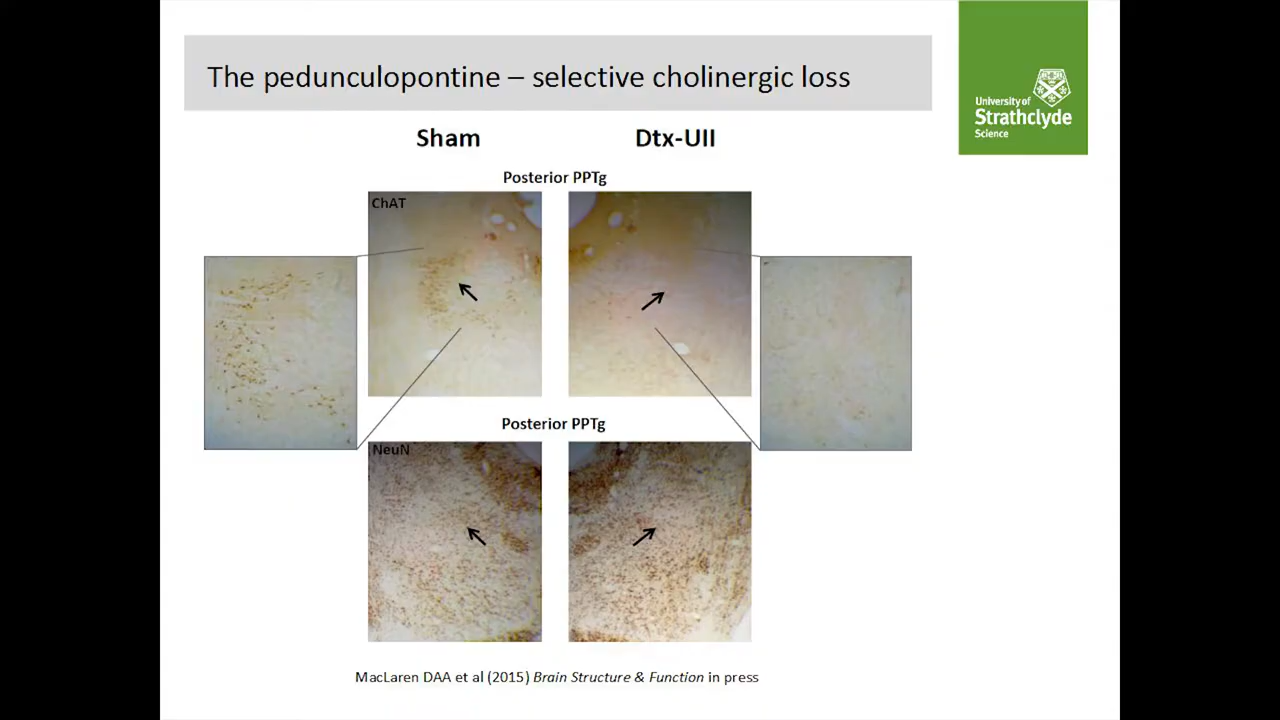 The pedunculopontine – selective cholinergic loss
University of
Strathclyde
Science
Sham
Dtx-UII
Posterior PPTg
ChAT
Posterior PPTg
NeuN
MacLaren DAA et al (2015) Brain Structure & Function in press